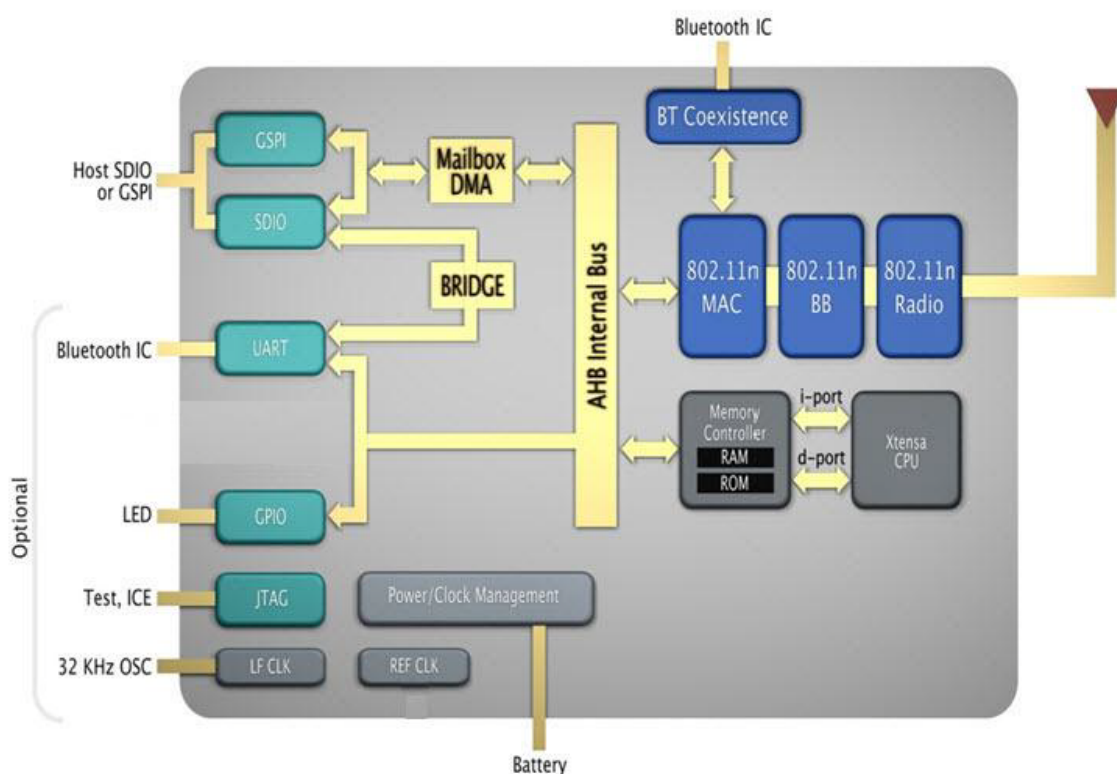 Bluetooth IC
BT Coexistence
GSPI
Host SDIO
or GSPI
SDIO
Mailbox
DMA
BRIDGE
AHB Internal Bus
802.11n
MAC
802.11n
BB
802.11n
Radio
Optional
Bluetooth IC
UART
Memory
Controller
RAM
ROM
i-port
d-port
Xtensa
CPU
LED
GPIO
Test, ICE
JTAG
Power/Clock Management
32 KHz OSC
LF CLK
REF CLK
Battery